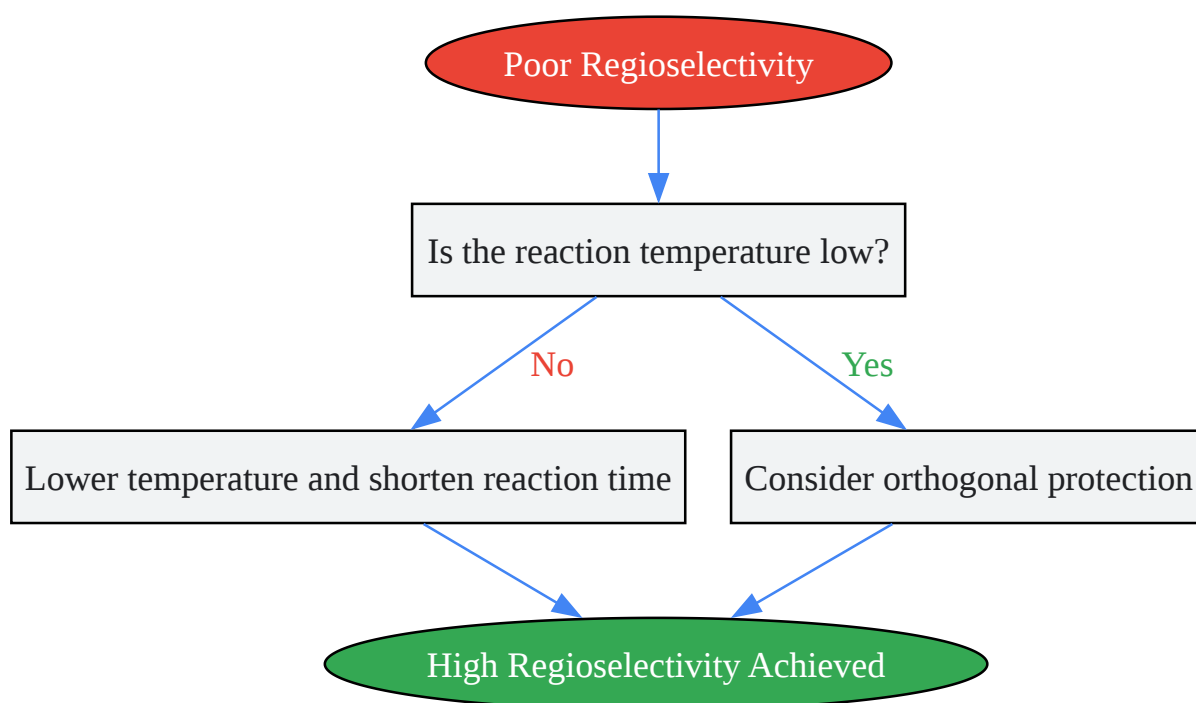 Poor Regioselectivity
Is the reaction temperature low?
No
Yes
Lower temperature and shorten reaction time
Consider orthogonal protection
High Regioselectivity Achieved